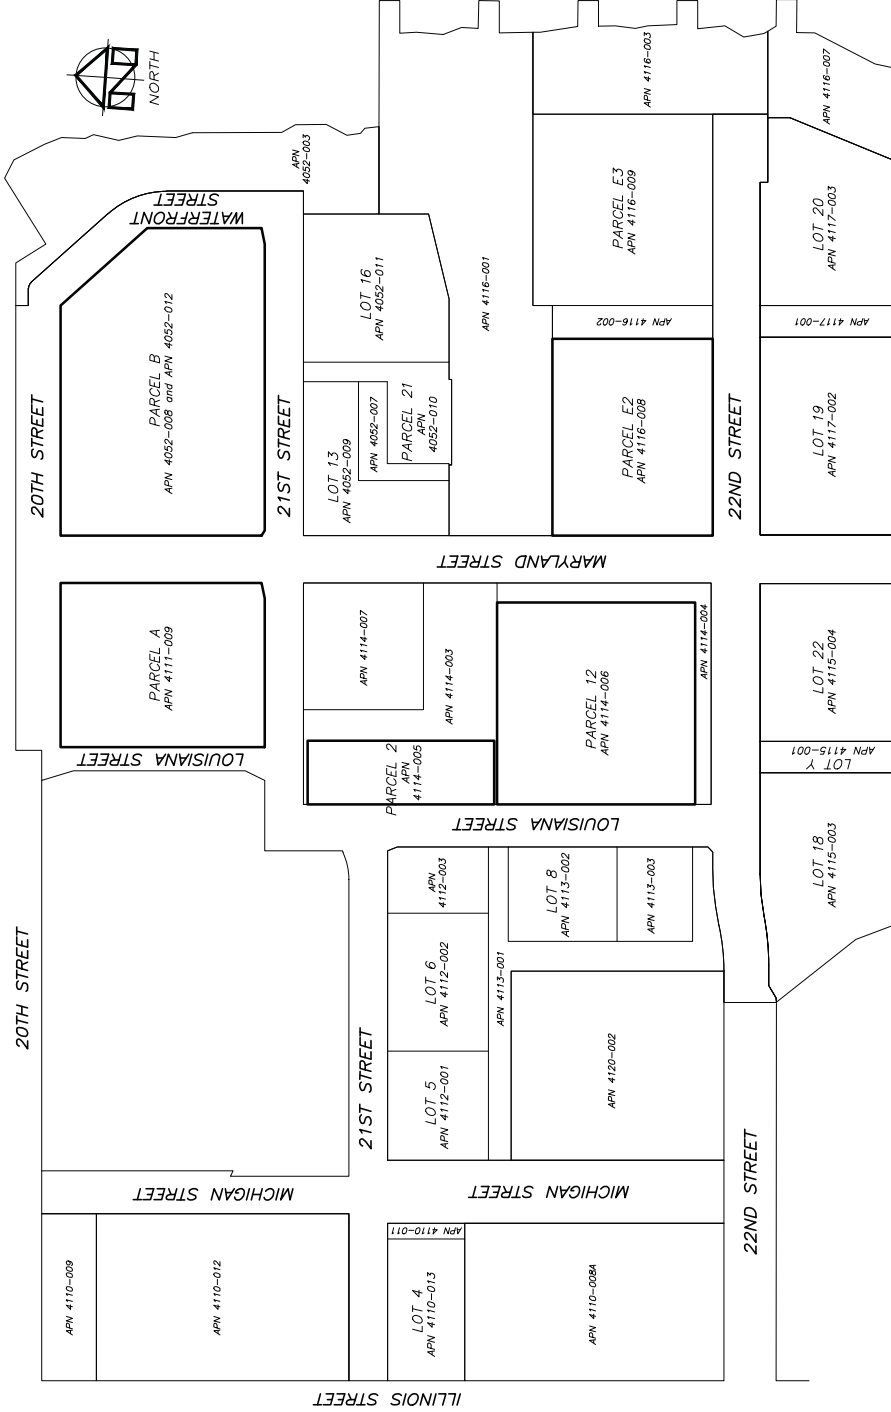 NORTH
20TH STREET
WATERFRONT
STREET
APN
4052-003
PARCEL B
APN 4052-008 and APN 4052-012
21ST STREET
LOT 16
APN 4052-011
LOT 13
APN 4052-009
APN 4052-007
PARCEL 21
APN
4052-010
APN 4116-001
APN 4116-003
APN 4116-007
PARCEL E3
APN 4116-009
APN 4116-002
PARCEL E2
APN 4116-008
22ND STREET
LOT 20
APN 4117-003
APN 4117-001
LOT 19
APN 4117-002
MARYLAND STREET
PARCEL A
APN 4111-009
LOUISIANA STREET
APN 4114-007
APN 4114-003
PARCEL 2
APN
4114-005
PARCEL 12
APN 4114-006
APN 4114-004
LOT 22
APN 4115-004
LOT Y
APN 4115-001
LOT 18
APN 4115-003
LOUISIANA STREET
20TH STREET
21ST STREET
APN
4112-003
LOT 6
APN 4112-002
LOT 5
APN 4112-001
APN 4113-001
LOT 8
APN 4113-002
APN 4113-003
APN 4120-002
22ND STREET
MICHIGAN STREET
MICHIGAN STREET
APN 4110-009
APN 4110-012
APN 4110-011
LOT 4
APN 4110-013
APN 4110-008A
ILLINOIS STREET